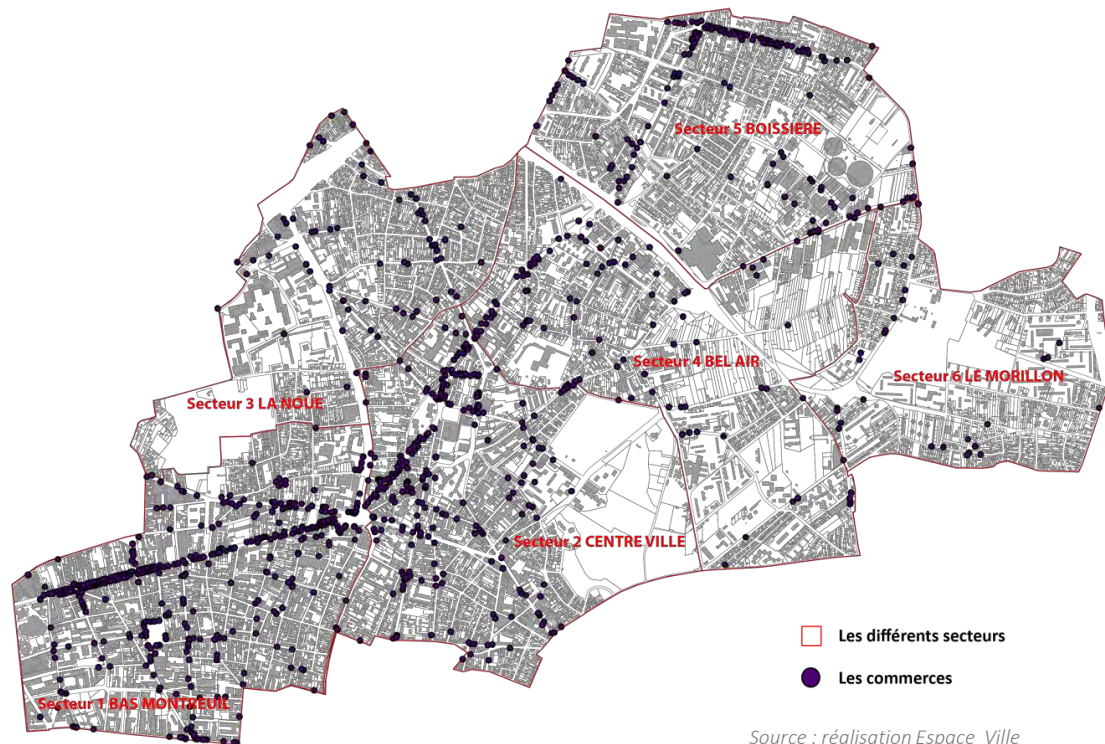 Secteur 5 BOISSIERE
Secteur 4 BEL AIR
Secteur 6 LE MORILLON
Secteur 3 LA NOUE
Secteur 2 CENTRE VILLE
Secteur 1 BAS MONTREUIL
Les différents secteurs
Les commerces
Source : réalisation Espace Ville